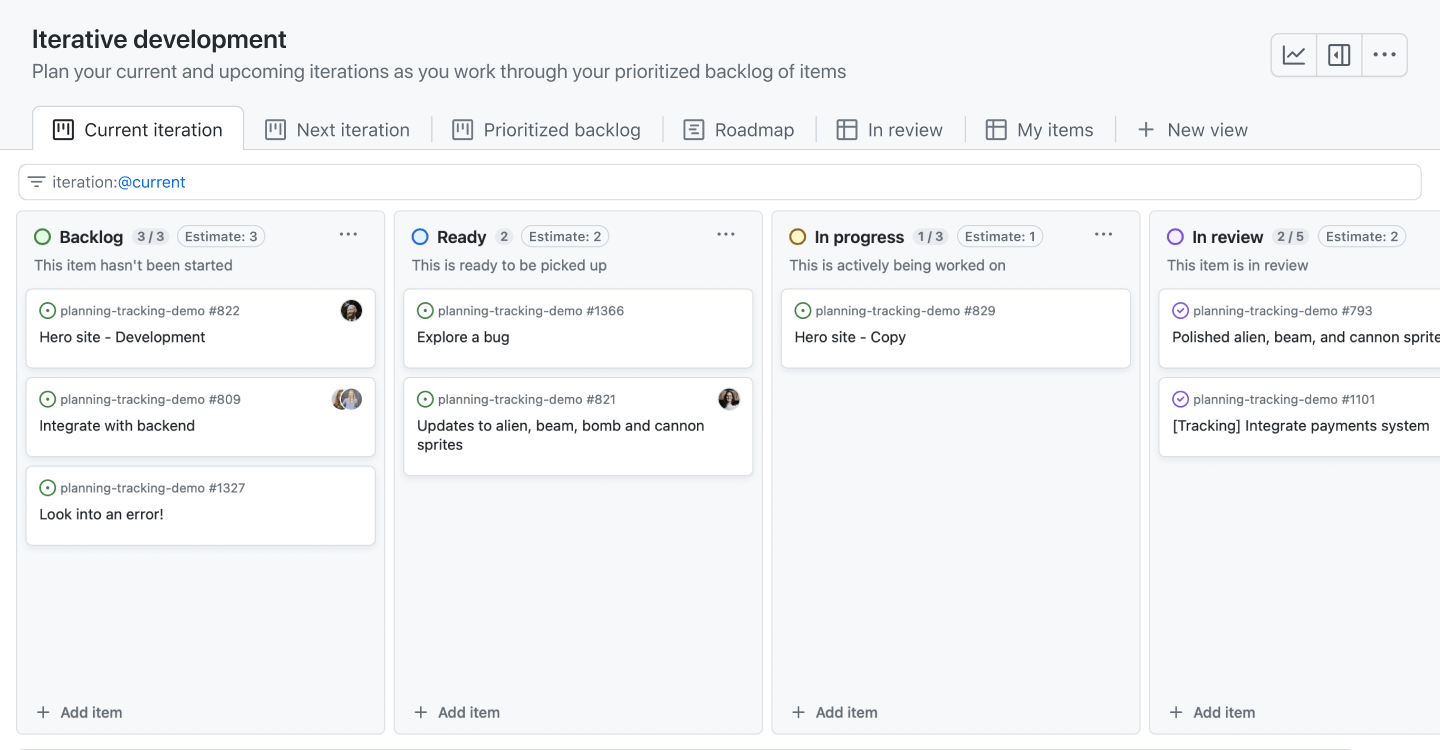 Iterative development
Plan your current and upcoming iterations as you work through your prioritized backlog of items
Current iteration
Next iteration
Prioritized backlog
Roadmap
In review
My items
New view
iteration:@current
Backlog 3 / 3 Estimate: 3
This item hasn't been started
planning-tracking-demo #822
Hero site - Development
planning-tracking-demo #809
Integrate with backend
planning-tracking-demo #1327
Look into an error!
Add item
Ready 2 Estimate: 2
This is ready to be picked up
planning-tracking-demo #1366
Explore a bug
planning-tracking-demo #821
Updates to alien, beam, bomb and cannon
sprites
Add item
In progress 1 / 3 Estimate: 1
This is actively being worked on
planning-tracking-demo #829
Hero site - Copy
Add item
In review 2 / 5 Estimate: 2
This item is in review
planning-tracking-demo #793
Polished alien, beam, and cannon sprite
planning-tracking-demo #1101
[Tracking] Integrate payments system
Add item